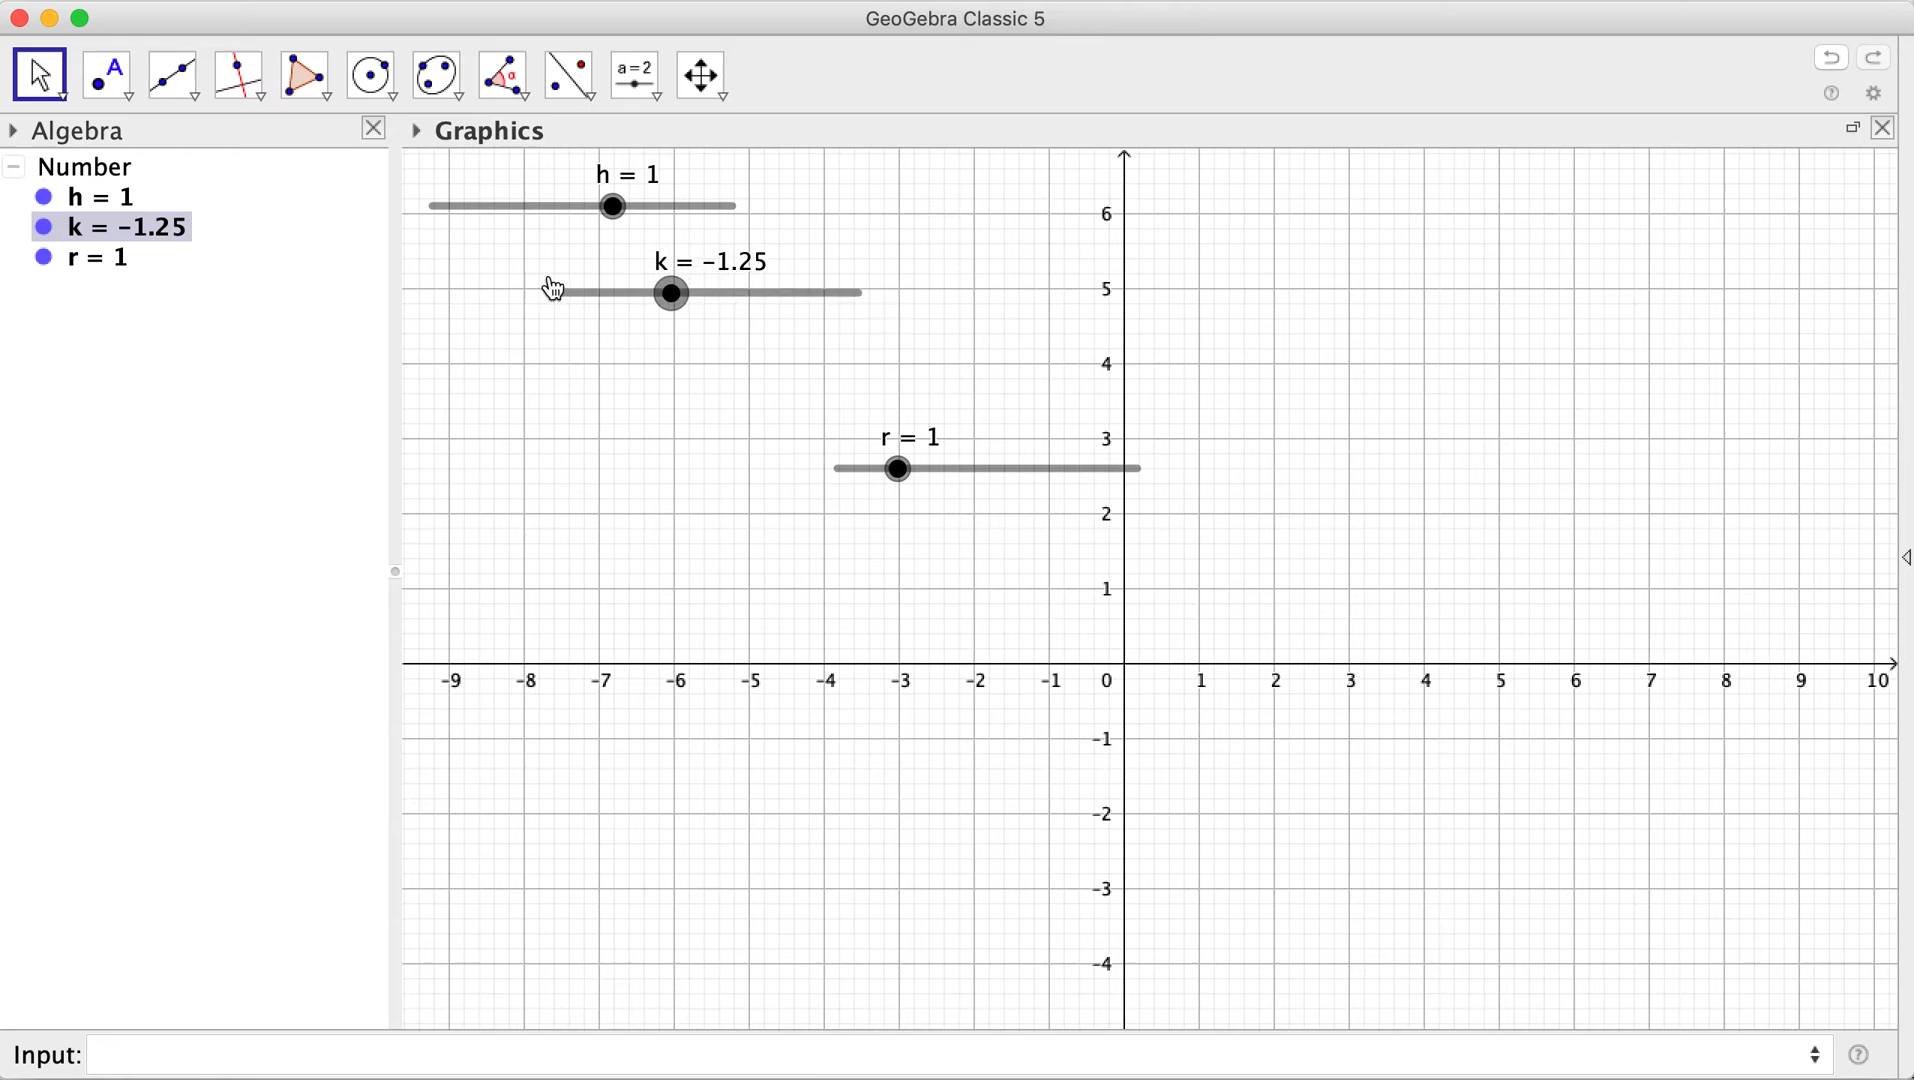 GeoGebra Classic 5
A
α
a=2
Algebra
Graphics
Number
h = 1
k = -1.25
r = 1
h = 1
k = -1.25
r = 1
6
5
4
3
2
1
-9 -8 -7 -6 -5 -4 -3 -2 -1 0 1 2 3 4 5 6 7 8 9 10
-1
-2
-3
-4
Input: